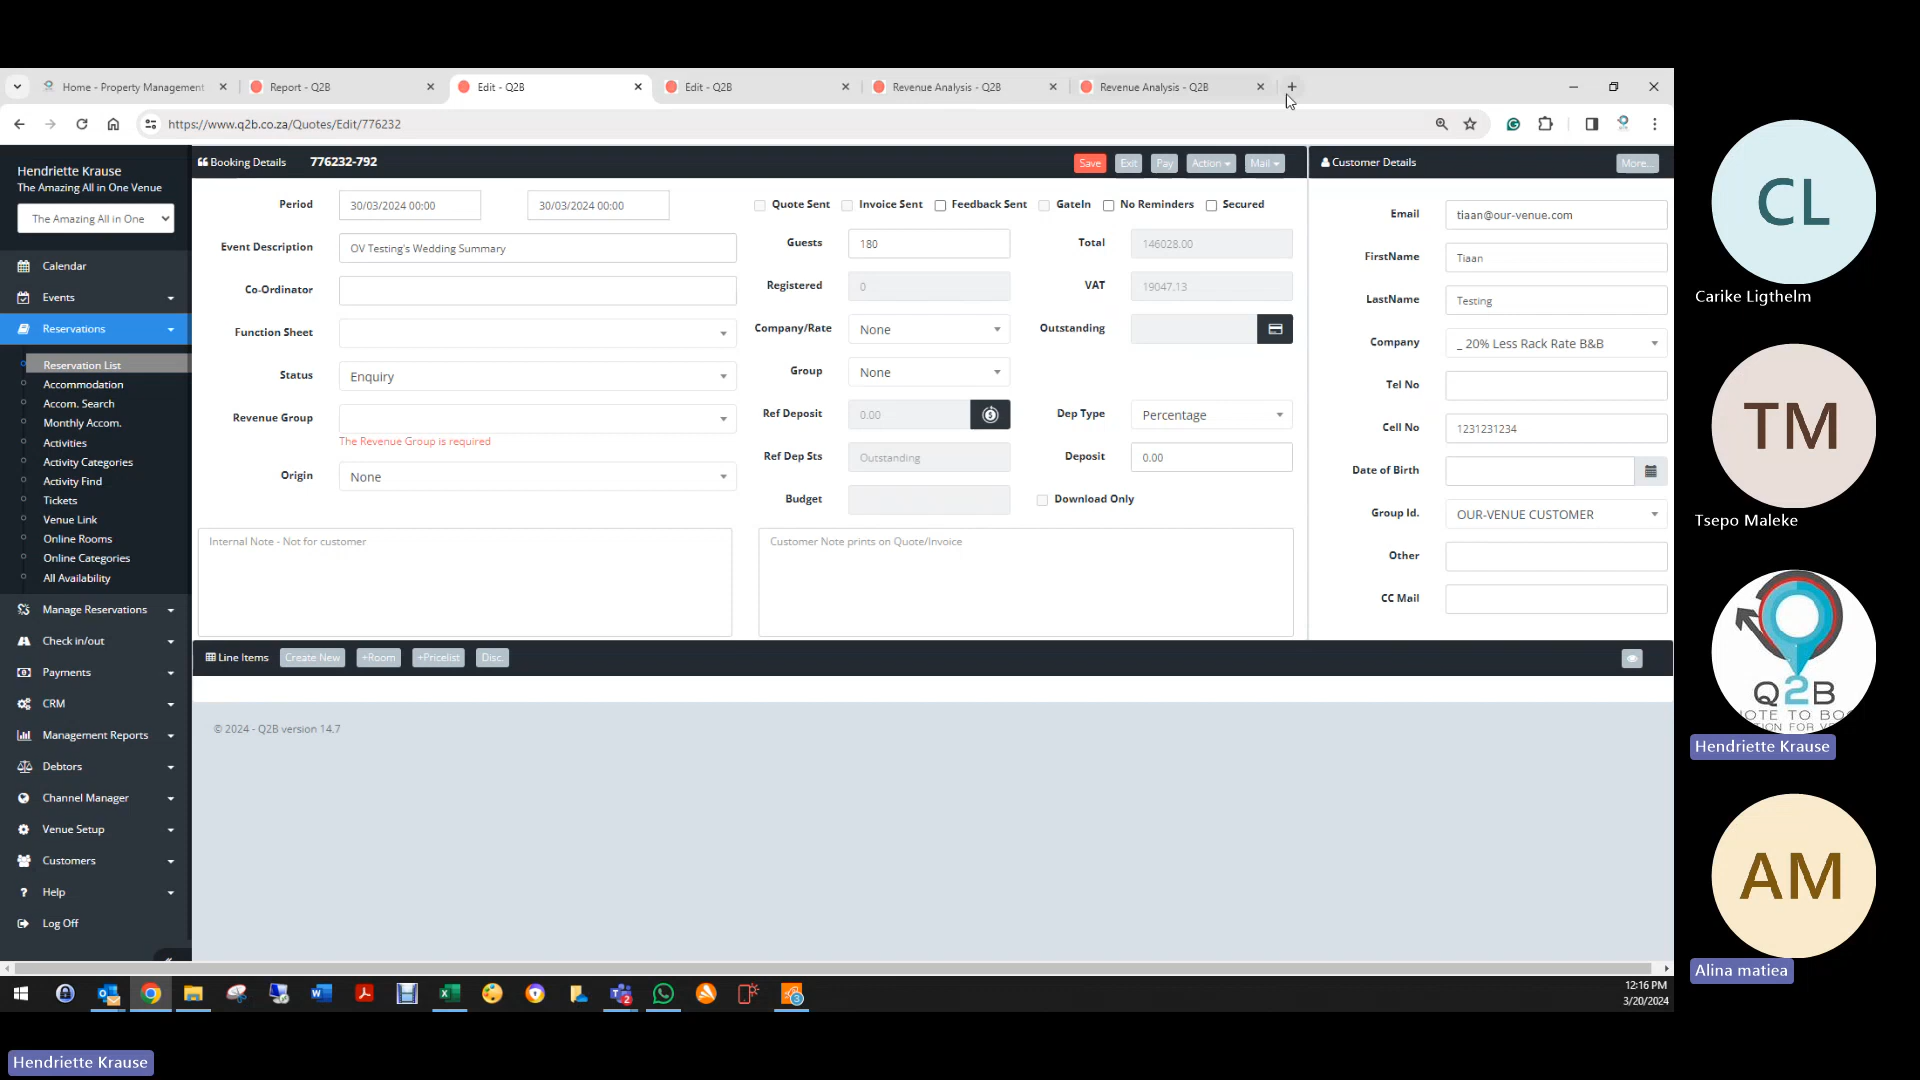 Home - Property Management
Report - Q2B
Edit - Q2B
Edit - Q2B
Revenue Analysis - Q2B
Revenue Analysis - Q2B
https://www.q2b.co.za/Quotes/Edit/776232
Hendriette Krause
The Amazing All in One Venue
The Amazing All in One
Calendar
Events
Reservations
Reservation List
Accommodation
Accom. Search
Monthly Accom.
Activities
Activity Categories
Activity Find
Tickets
Venue Link
Online Rooms
Online Categories
All Availability
Manage Reservations
Check in/out
Payments
CRM
Management Reports
Debtors
Channel Manager
Venue Setup
Customers
Help
Log Off
Booking Details 776232-792
Save Exit Pay Action Mail
Period 30/03/2024 00:00 30/03/2024 00:00
Event Description OV Testing's Wedding Summary
Co-Ordinator
Function Sheet
Status Enquiry
Revenue Group
The Revenue Group is required
Origin None
Quote Sent Invoice Sent Feedback Sent GateIn No Reminders Secured
Guests 180 Total 146028.00
Registered 0 VAT 19047.13
Company/Rate None Outstanding
Group None
Ref Deposit 0.00 Dep Type Percentage
Ref Dep Sts Outstanding Deposit 0.00
Budget Download Only
Internal Note - Not for customer
Customer Note prints on Quote/Invoice
Customer Details More...
Email tiaan@our-venue.com
FirstName Tiaan
LastName Testing
Company _ 20% Less Rack Rate B&B
Tel No
Cell No 1231231234
Date of Birth
Group Id. OUR-VENUE CUSTOMER
Other
CC Mail
Line Items Create New +Room +Pricelist Disc.
© 2024 - Q2B version 14.7
12:16 PM
3/20/2024
CL
Carike Ligthelm
TM
Tsepo Maleke
Q2B
Hendriette Krause
AM
Alina matiea
Hendriette Krause